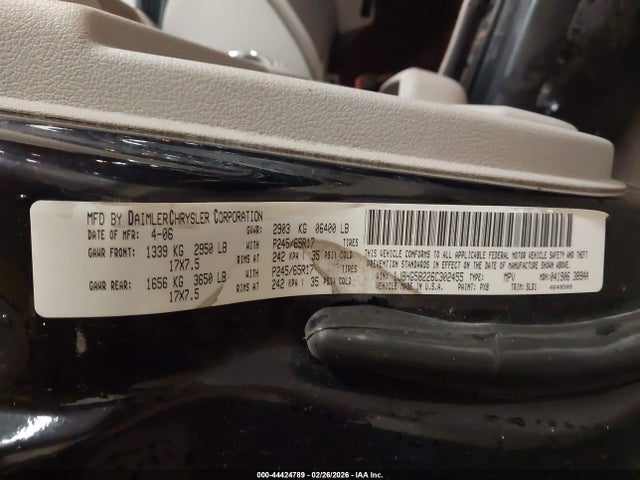 MFD BY DAIMLERCHRYSLER CORPORATION
DATE OF MFR: 4-06
GVWR: 2903 KG 06400 LB
GAWR FRONT: 1339 KG 2950 LB
WITH P245/65R17 TIRES
17X7.5
RIMS AT 242 KPA ( 35 PSI) COLD
GAWR REAR: 1656 KG 3650 LB
WITH P245/65R17 TIRES
17X7.5
RIMS AT 242 KPA ( 35 PSI) COLD
THIS VEHICLE CONFORMS TO ALL APPLICABLE FEDERAL MOTOR VEHICLE SAFETY AND THEFT
PREVENTION STANDARDS IN EFFECT ON THE DATE OF MANUFACTURE SHOWN ABOVE.
TYPE: MPV
VEHICLE MADE IN U.S.A. PAINT: PX8 TRIM:
000-44424789 - 02/26/2026 - IAA Inc.